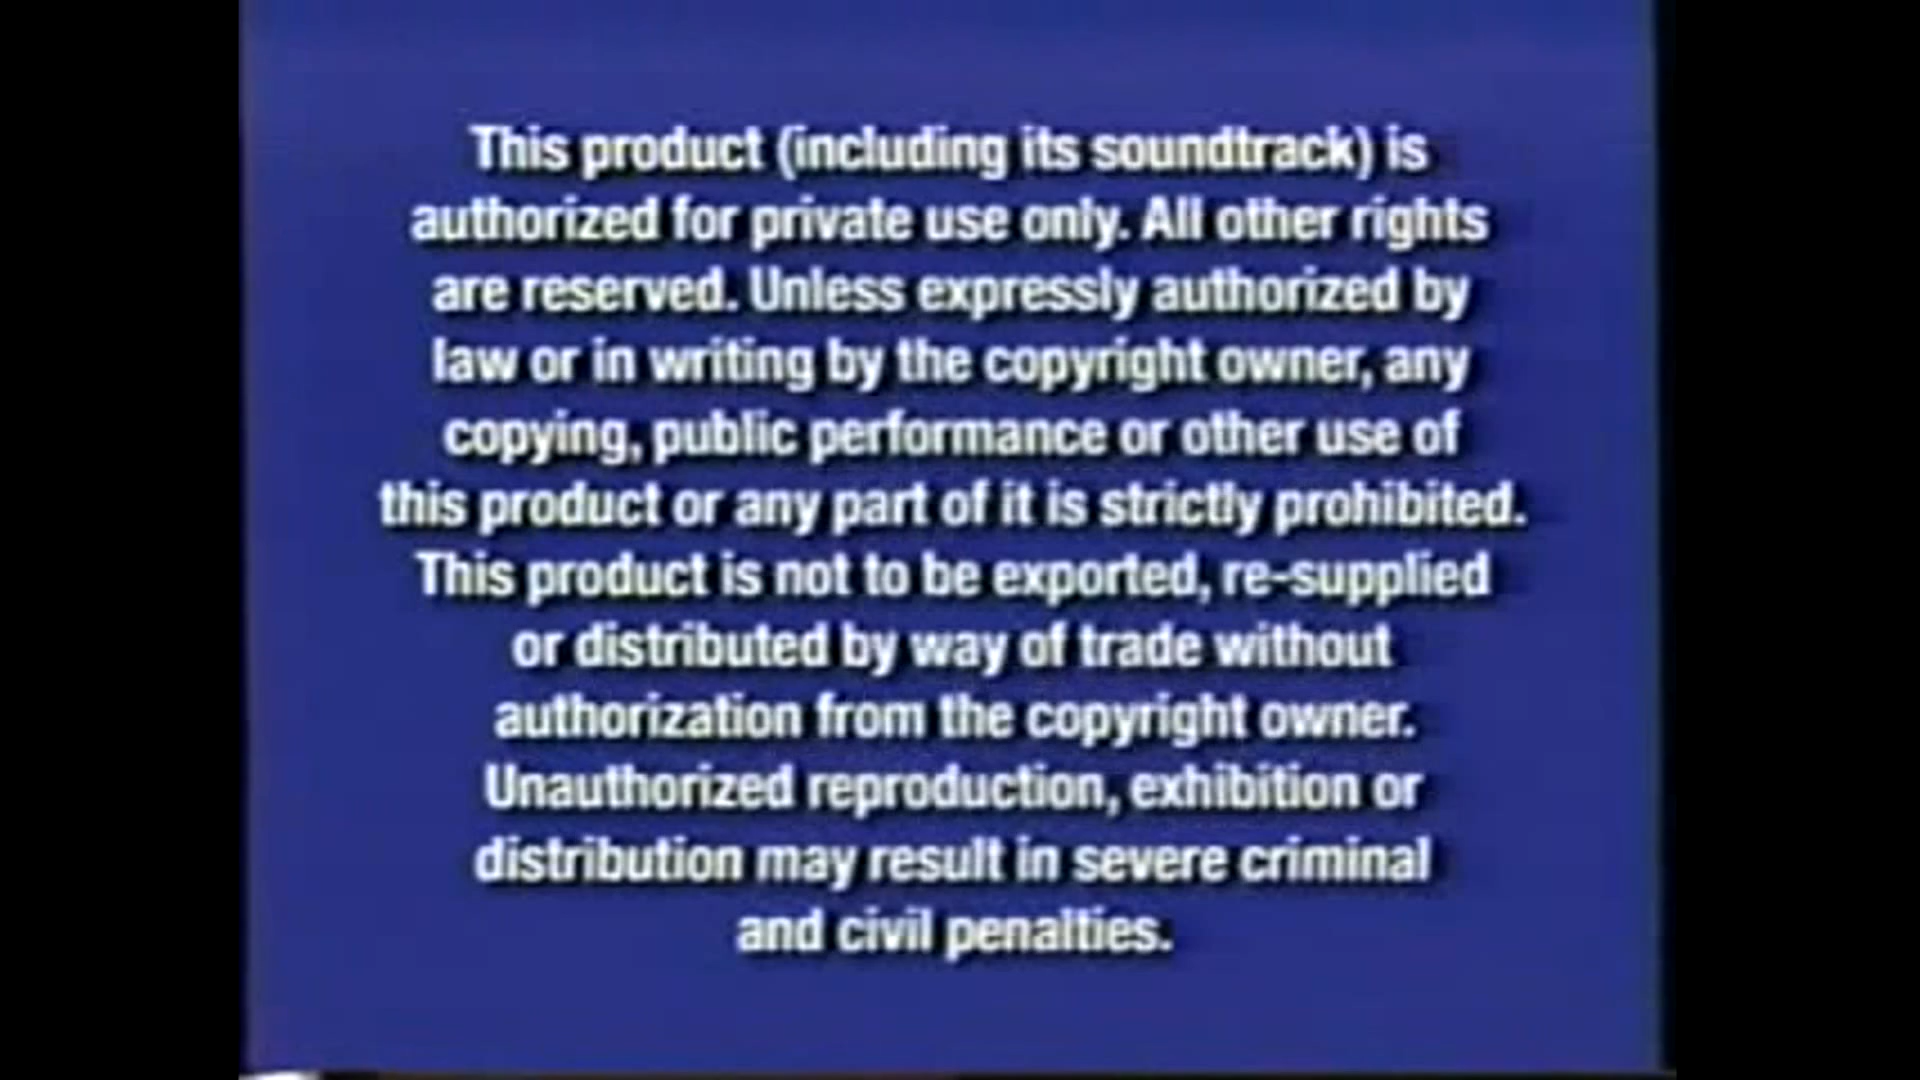 This product (including its soundtrack) is
authorized for private use only. All other rights
are reserved. Unless expressly authorized by
law or in writing by the copyright owner, any
copying, public performance or other use of
this product or any part of it is strictly prohibited.
This product is not to be exported, re-supplied
or distributed by way of trade without
authorization from the copyright owner.
Unauthorized reproduction, exhibition or
distribution may result in severe criminal
and civil penalties.